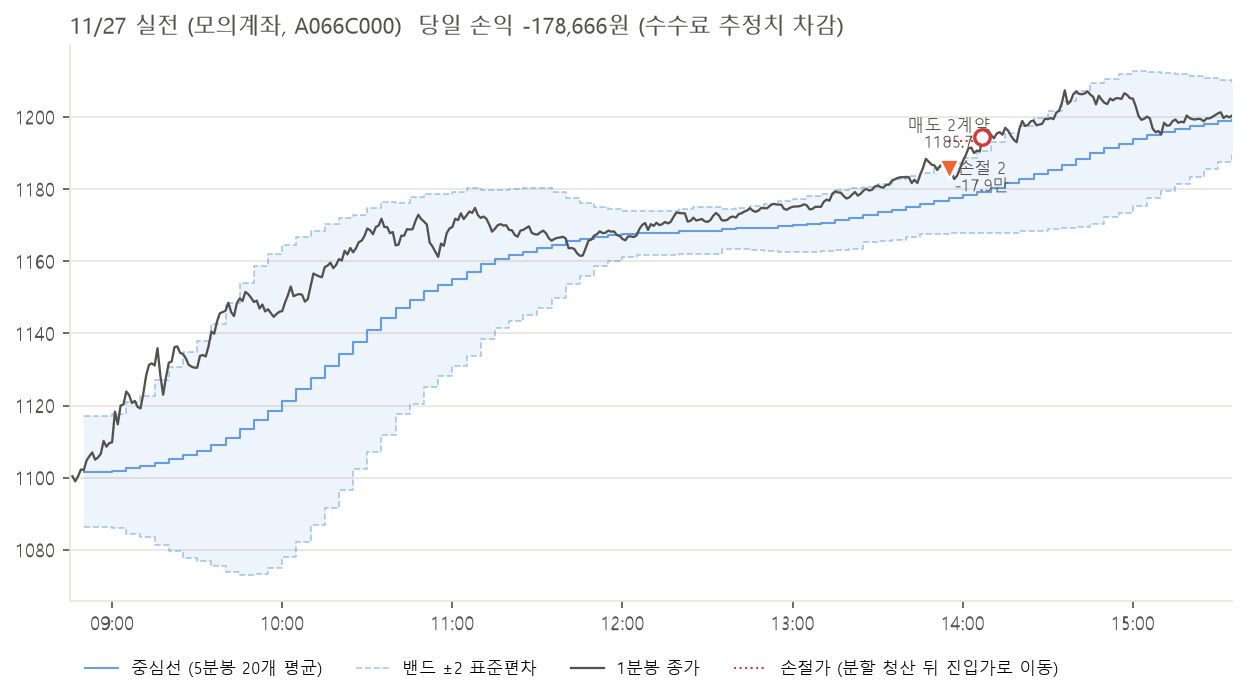 11/27 실전 (모의계좌, A066C000)  당일 손익 -178,666원 (수수료 추정치 차감)
1200
1180
1160
1140
1120
1100
1080
매도 2계약
1185.7
손절 2
-17.9만
09:00 10:00 11:00 12:00 13:00 14:00 15:00
중심선 (5분봉 20개 평균) 밴드 ±2 표준편차 1분봉 종가 손절가 (분할 청산 뒤 진입가로 이동)